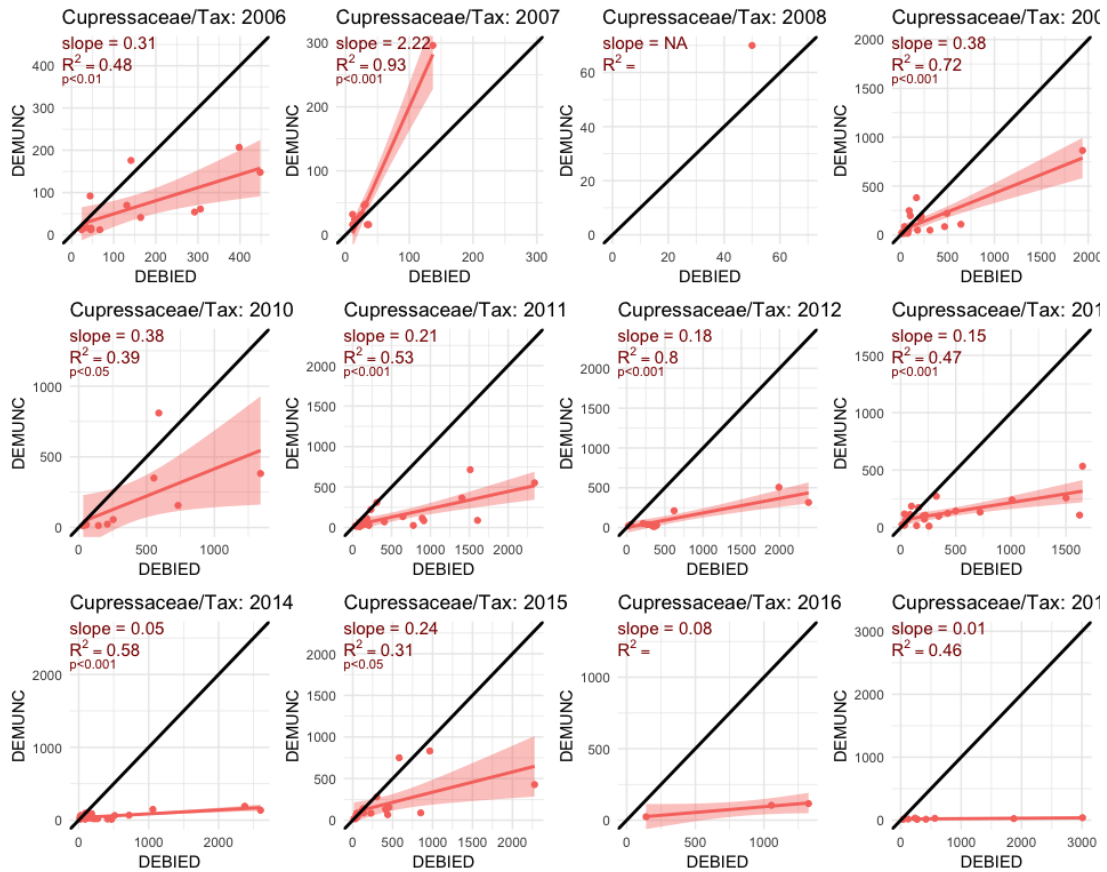 Cupressaceae/Tax: 2006
slope = 0.31
R² = 0.48
p<0.01
400
300
200
100
0
DEMUNC
0 100 200 300 400
DEBIED
Cupressaceae/Tax: 2007
slope = 2.22
R² = 0.93
p<0.001
300
200
100
0
DEMUNC
0 100 200 300
DEBIED
Cupressaceae/Tax: 2008
slope = NA
R² =
60
40
20
0
DEMUNC
0 20 40 60
DEBIED
Cupressaceae/Tax: 200
slope = 0.38
R² = 0.72
p<0.001
2000
1500
1000
500
0
DEMUNC
0 500 1000 1500 2000
DEBIED
Cupressaceae/Tax: 2010
slope = 0.38
R² = 0.39
p<0.05
1000
500
0
DEMUNC
0 500 1000
DEBIED
Cupressaceae/Tax: 2011
slope = 0.21
R² = 0.53
p<0.001
2000
1500
1000
500
0
DEMUNC
0 500 1000 1500 2000
DEBIED
Cupressaceae/Tax: 2012
slope = 0.18
R² = 0.8
p<0.001
2000
1500
1000
500
0
DEMUNC
0 500 1000 1500 2000
DEBIED
Cupressaceae/Tax: 201
slope = 0.15
R² = 0.47
p<0.001
1500
1000
500
0
DEMUNC
0 500 1000 1500
DEBIED
Cupressaceae/Tax: 2014
slope = 0.05
R² = 0.58
p<0.001
2000
1000
0
DEMUNC
0 1000 2000
DEBIED
Cupressaceae/Tax: 2015
slope = 0.24
R² = 0.31
p<0.05
2000
1500
1000
500
0
DEMUNC
0 500 1000 1500 2000
DEBIED
Cupressaceae/Tax: 2016
slope = 0.08
R² =
1000
500
0
DEMUNC
0 500 1000
DEBIED
Cupressaceae/Tax: 201
slope = 0.01
R² = 0.46
3000
2000
1000
0
DEMUNC
0 1000 2000 3000
DEBIED